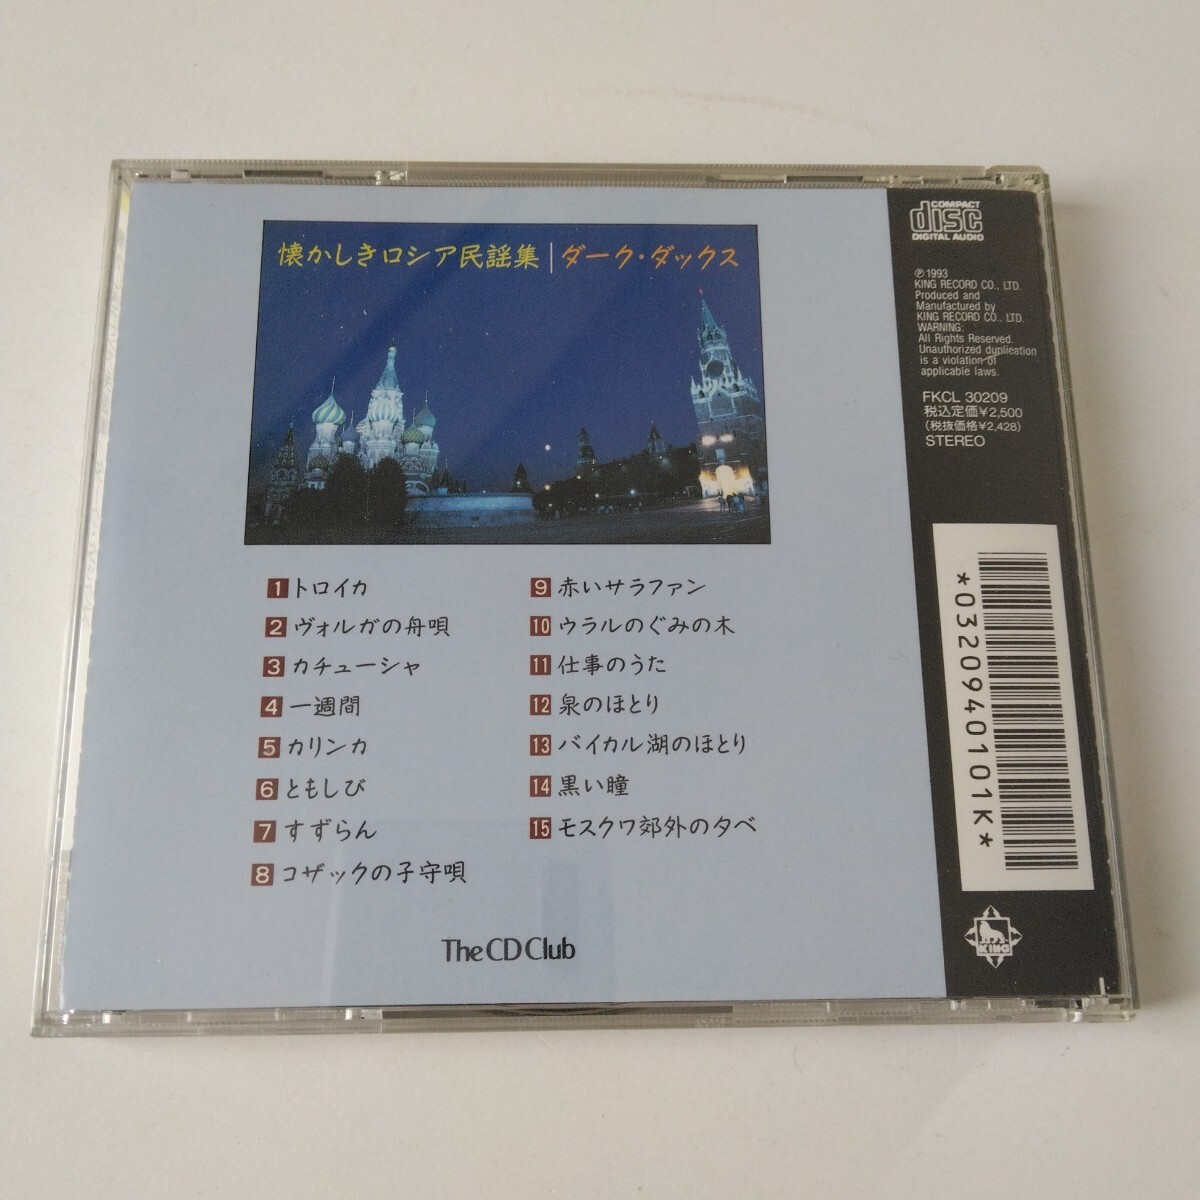 懐かしきロシア民謡集|ダーク・ダックス
1 トロイカ
2 ヴォルガの舟唄
3 カチューシャ
4 一週間
5 カリンカ
6 ともしび
7 すずらん
8 コザックの子守唄
9 赤いサラファン
10 ウラルのぐみの木
11 仕事のうた
12 泉のほとり
13 バイカル湖のほとり
14 黒い瞳
15 モスクワ郊外の夕べ
The CD Club
COMPACT
disc
DIGITAL AUDIO
Ⓟ1993
KING RECORD CO., LTD.
Produced and
Manufactured by
KING RECORD CO., LTD.
WARNING:
All Rights Reserved.
Unauthorized duplication
is a violation of
applicable laws.
FKCL 30209
税込定価¥2,500
(税抜価格¥2,428)
STEREO
*0320940101K*
KING